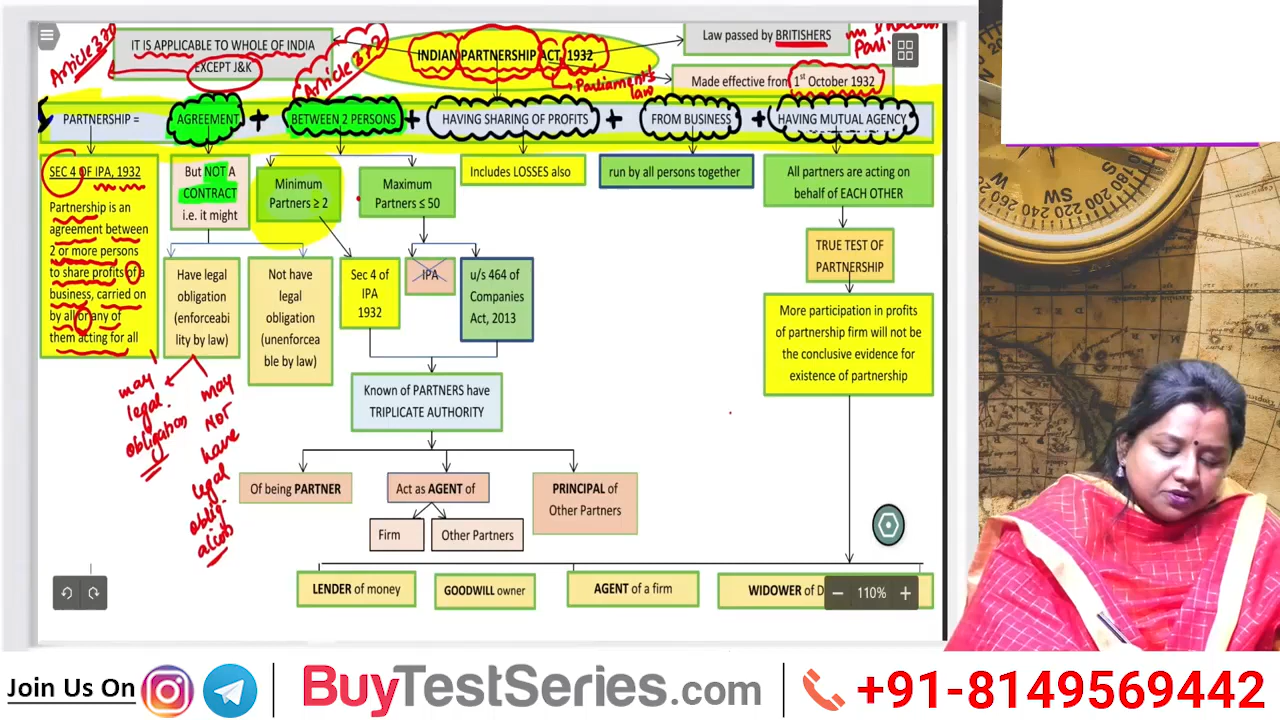 Article 370
IT IS APPLICABLE TO WHOLE OF INDIA
EXCEPT J&K
Article 372
INDIAN PARTNERSHIP ACT, 1932
Law passed by BRITISHERS
Parl.
Parliament's
law
Made effective from 1st October 1932
PARTNERSHIP = AGREEMENT + BETWEEN 2 PERSONS + HAVING SHARING OF PROFITS + FROM BUSINESS + HAVING MUTUAL AGENCY
SEC 4 OF IPA, 1932
Partnership is an
agreement between
2 or more persons
to share profits of a
business, carried on
by all or any of
them acting for all
But NOT A
CONTRACT
i.e. it might
Minimum
Partners ≥ 2
Maximum
Partners ≤ 50
Includes LOSSES also
run by all persons together
All partners are acting on
behalf of EACH OTHER
Have legal
obligation
(enforceabi
lity by law)
Not have
legal
obligation
(unenforcea
ble by law)
Sec 4 of
IPA
1932
IPA
u/s 464 of
Companies
Act, 2013
TRUE TEST OF
PARTNERSHIP
More participation in profits
of partnership firm will not be
the conclusive evidence for
existence of partnership
may
legal
obligation
may
NOT
have
legal
oblig-
ations
Known of PARTNERS have
TRIPLICATE AUTHORITY
Of being PARTNER
Act as AGENT of
PRINCIPAL of
Other Partners
Firm
Other Partners
LENDER of money
GOODWILL owner
AGENT of a firm
WIDOWER of D
110%
Join Us On
BuyTestSeries.com
+91-8149569442